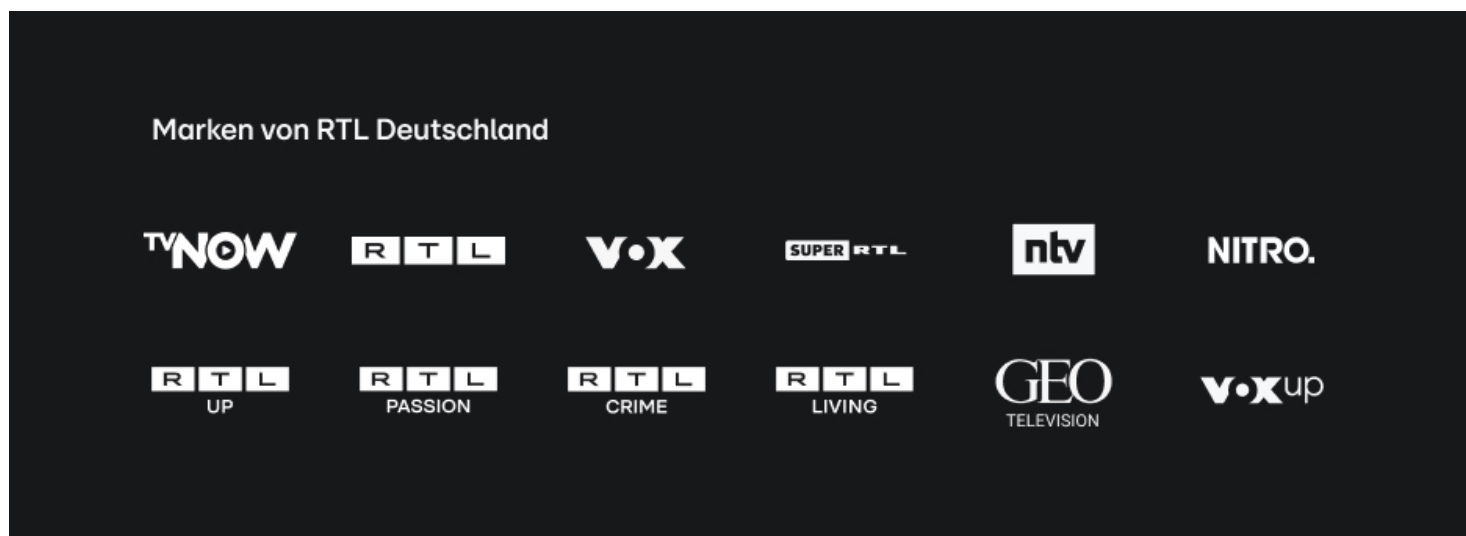 Marken von RTL Deutschland
TVNOW
RTL
VOX
SUPER RTL
ntv
NITRO.
RTL
UP
RTL
PASSION
RTL
CRIME
RTL
LIVING
GEO
TELEVISION
VOXup